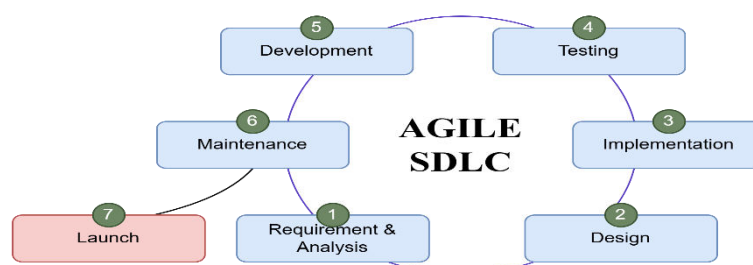 5
Development
4
Testing
6
Maintenance
AGILE
SDLC
3
Implementation
7
Launch
1
Requirement &
Analysis
2
Design